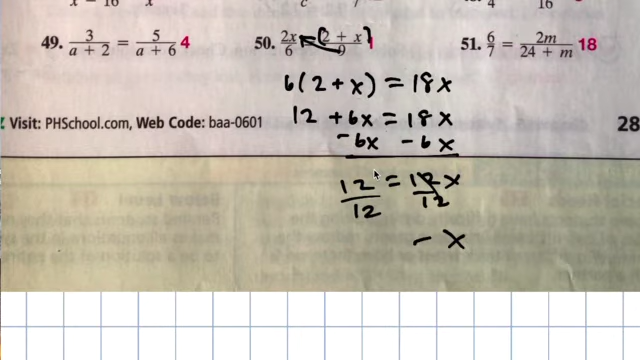 49. 3/(a + 2) = 5/(a + 6) 4
50. 2x/6 = (2 + x)/9 1
51. 6/7 = 2m/(24 + m) 18
6(2 + x) = 18x
12 + 6x = 18x
- 6x - 6x
12/12 = 12x/12
Visit: PHSchool.com, Web Code: baa-0601
28
- x